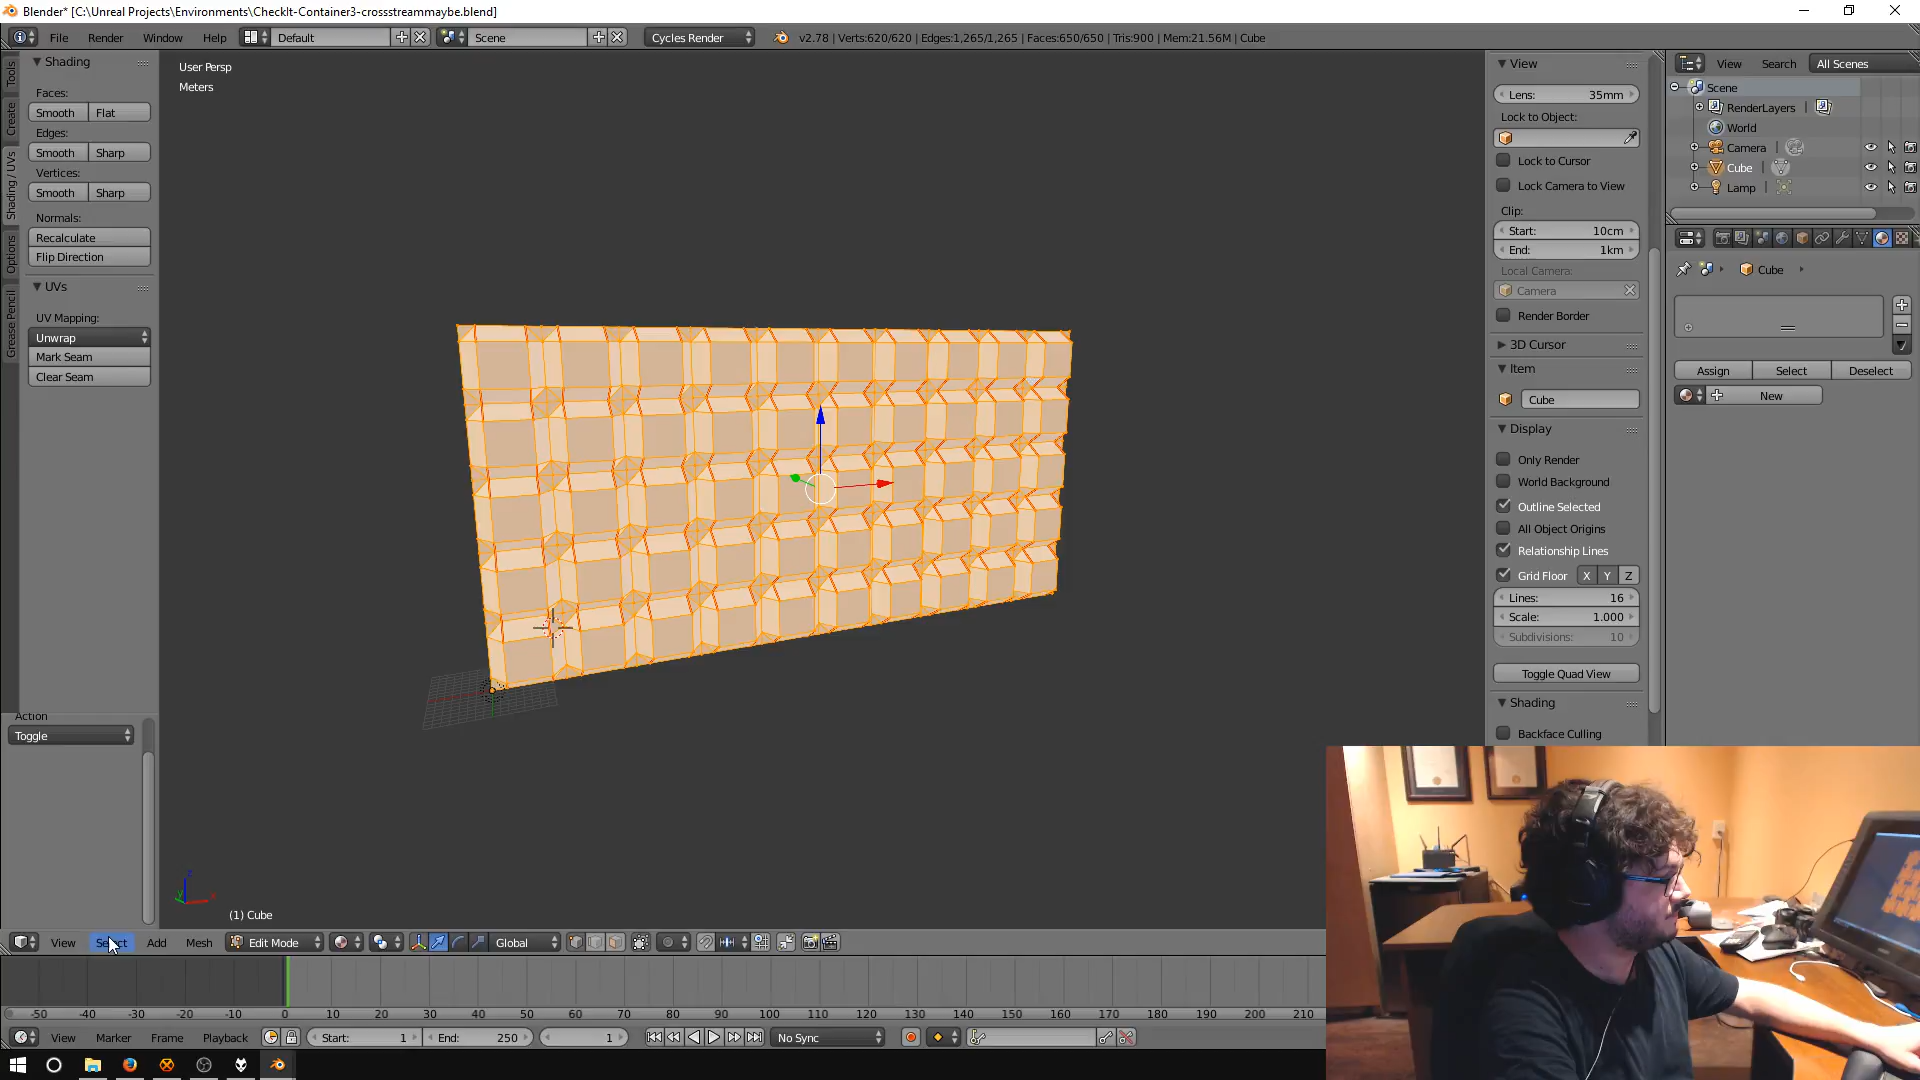 Blender* [C:\Unreal Projects\Environments\CheckIt-Container3-crossstreammaybe.blend]
File Render Window Help Default Scene Cycles Render v2.78 | Verts:620/620 | Edges:1,265/1,265 | Faces:650/650 | Tris:900 | Mem:21.56M | Cube
Tools
Create
Shading / UVs
Options
Grease Pencil
Shading
Faces:
Smooth Flat
Edges:
Smooth Sharp
Vertices:
Smooth Sharp
Normals:
Recalculate
Flip Direction
UVs
UV Mapping:
Unwrap
Mark Seam
Clear Seam
Action
Toggle
User Persp
Meters
(1) Cube
View
Lens: 35mm
Lock to Object:
Lock to Cursor
Lock Camera to View
Clip:
Start: 10cm
End: 1km
Local Camera:
Camera
Render Border
3D Cursor
Item
Cube
Display
Only Render
World Background
Outline Selected
All Object Origins
Relationship Lines
Grid Floor X Y Z
Lines: 16
Scale: 1.000
Subdivisions: 10
Toggle Quad View
Shading
Backface Culling
View Search All Scenes
Scene
RenderLayers
World
Camera
Cube
Lamp
Cube
Assign Select Deselect
New
View Select Add Mesh Edit Mode Global
-50 -40 -30 -20 -10 0 10 20 30 40 50 60 70 80 90 100 110 120 130 140 150 160 170 180 190 200 210
View Marker Frame Playback Start: 1 End: 250 1 No Sync